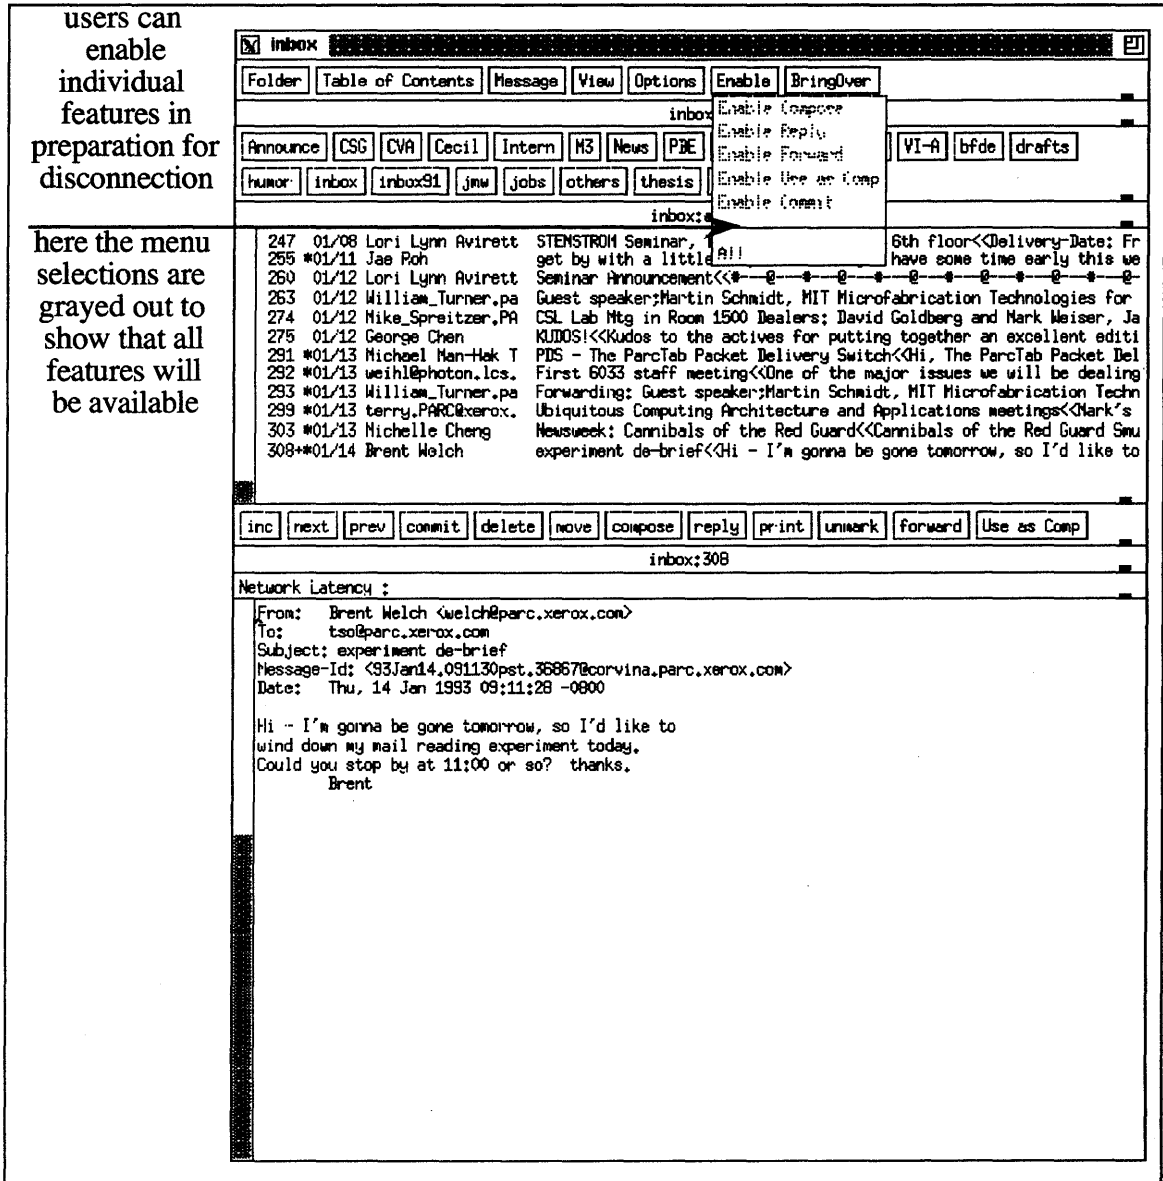 users can
enable
individual
features in
preparation for
disconnection
here the menu
selections are
grayed out to
show that all
features will
be available
inbox
Folder Table of Contents Message View Options Enable BringOver
inbox
Enable Compose
Enable Reply
Enable Forward
Enable Use as Comp
Enable Commit
All
Announce CSG CVA Cecil Intern M3 News PBE VI-A bfde drafts
humor inbox inbox91 jmw jobs others thesis
inbox:
247 01/08 Lori Lynn Avirett STEMSTROM Seminar, 6th floor<<Delivery-Date: Fr
255 *01/11 Jae Roh get by with a little have some time early this we
260 01/12 Lori Lynn Avirett Seminar Announcement<<*---@---*---@---*---@---*---@---*---@---*---@-
263 01/12 William_Turner.pa Guest speaker:Martin Schmidt, MIT Microfabrication Technologies for
274 01/12 Mike_Spreitzer.PA CSL Lab Mtg in Room 1500 Dealers: David Goldberg and Mark Weiser, Ja
275 01/12 George Chen KUDOS!<<Kudos to the actives for putting together an excellent editi
291 *01/13 Michael Man-Hak T PDS - The ParcTab Packet Delivery Switch<<Hi, The ParcTab Packet Del
292 *01/13 weihl@photon.lcs. First 6033 staff meeting<<One of the major issues we will be dealing
293 *01/13 William_Turner.pa Forwarding: Guest speaker:Martin Schmidt, MIT Microfabrication Techn
299 *01/13 terry.PARC@xerox. Ubiquitous Computing Architecture and Applications meetings<<Mark's
303 *01/13 Michelle Cheng Newsweek: Cannibals of the Red Guard<<Cannibals of the Red Guard Smu
308+*01/14 Brent Welch experiment de-brief<<Hi - I'm gonna be gone tomorrow, so I'd like to
inc next prev commit delete move compose reply print unmark forward Use as Comp
inbox:308
Network Latency :
From: Brent Welch <welch@parc.xerox.com>
To: tso@parc.xerox.com
Subject: experiment de-brief
Message-Id: <93Jan14.091130pst.36867@corvina.parc.xerox.com>
Date: Thu, 14 Jan 1993 09:11:28 -0800
Hi - I'm gonna be gone tomorrow, so I'd like to
wind down my mail reading experiment today.
Could you stop by at 11:00 or so? thanks.
Brent